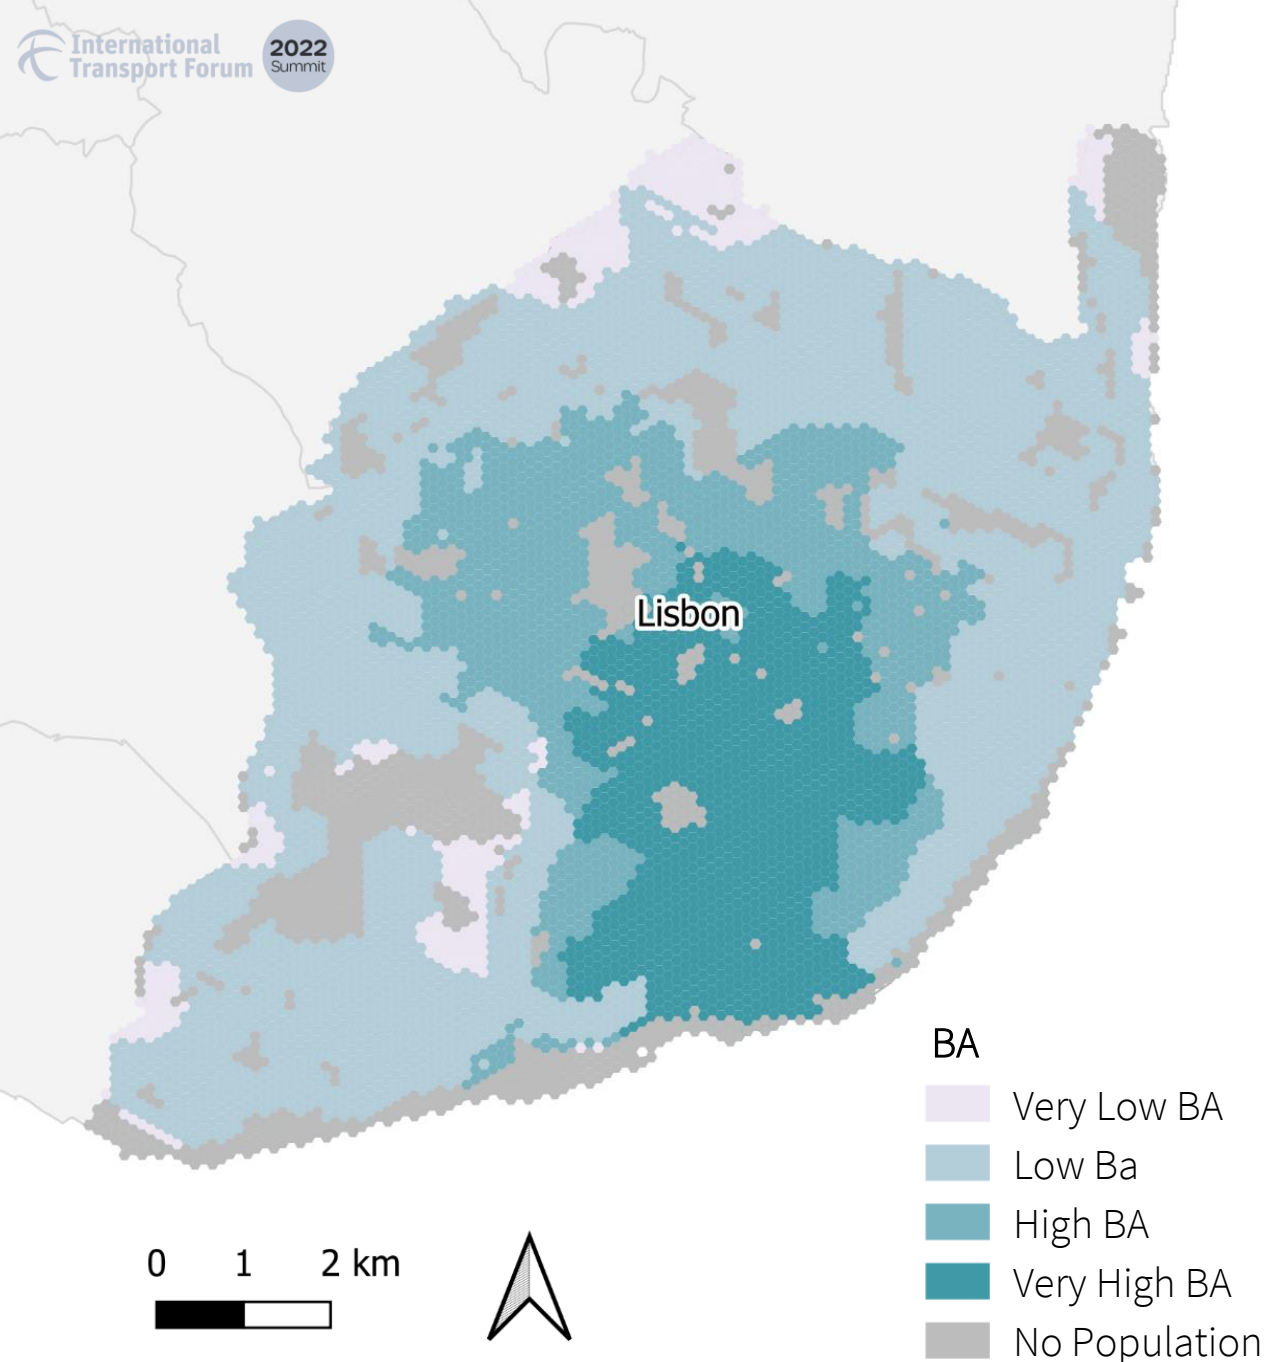 International
Transport Forum
2022
Summit
Lisbon
BA
Very Low BA
Low Ba
High BA
Very High BA
No Population
0 1 2 km